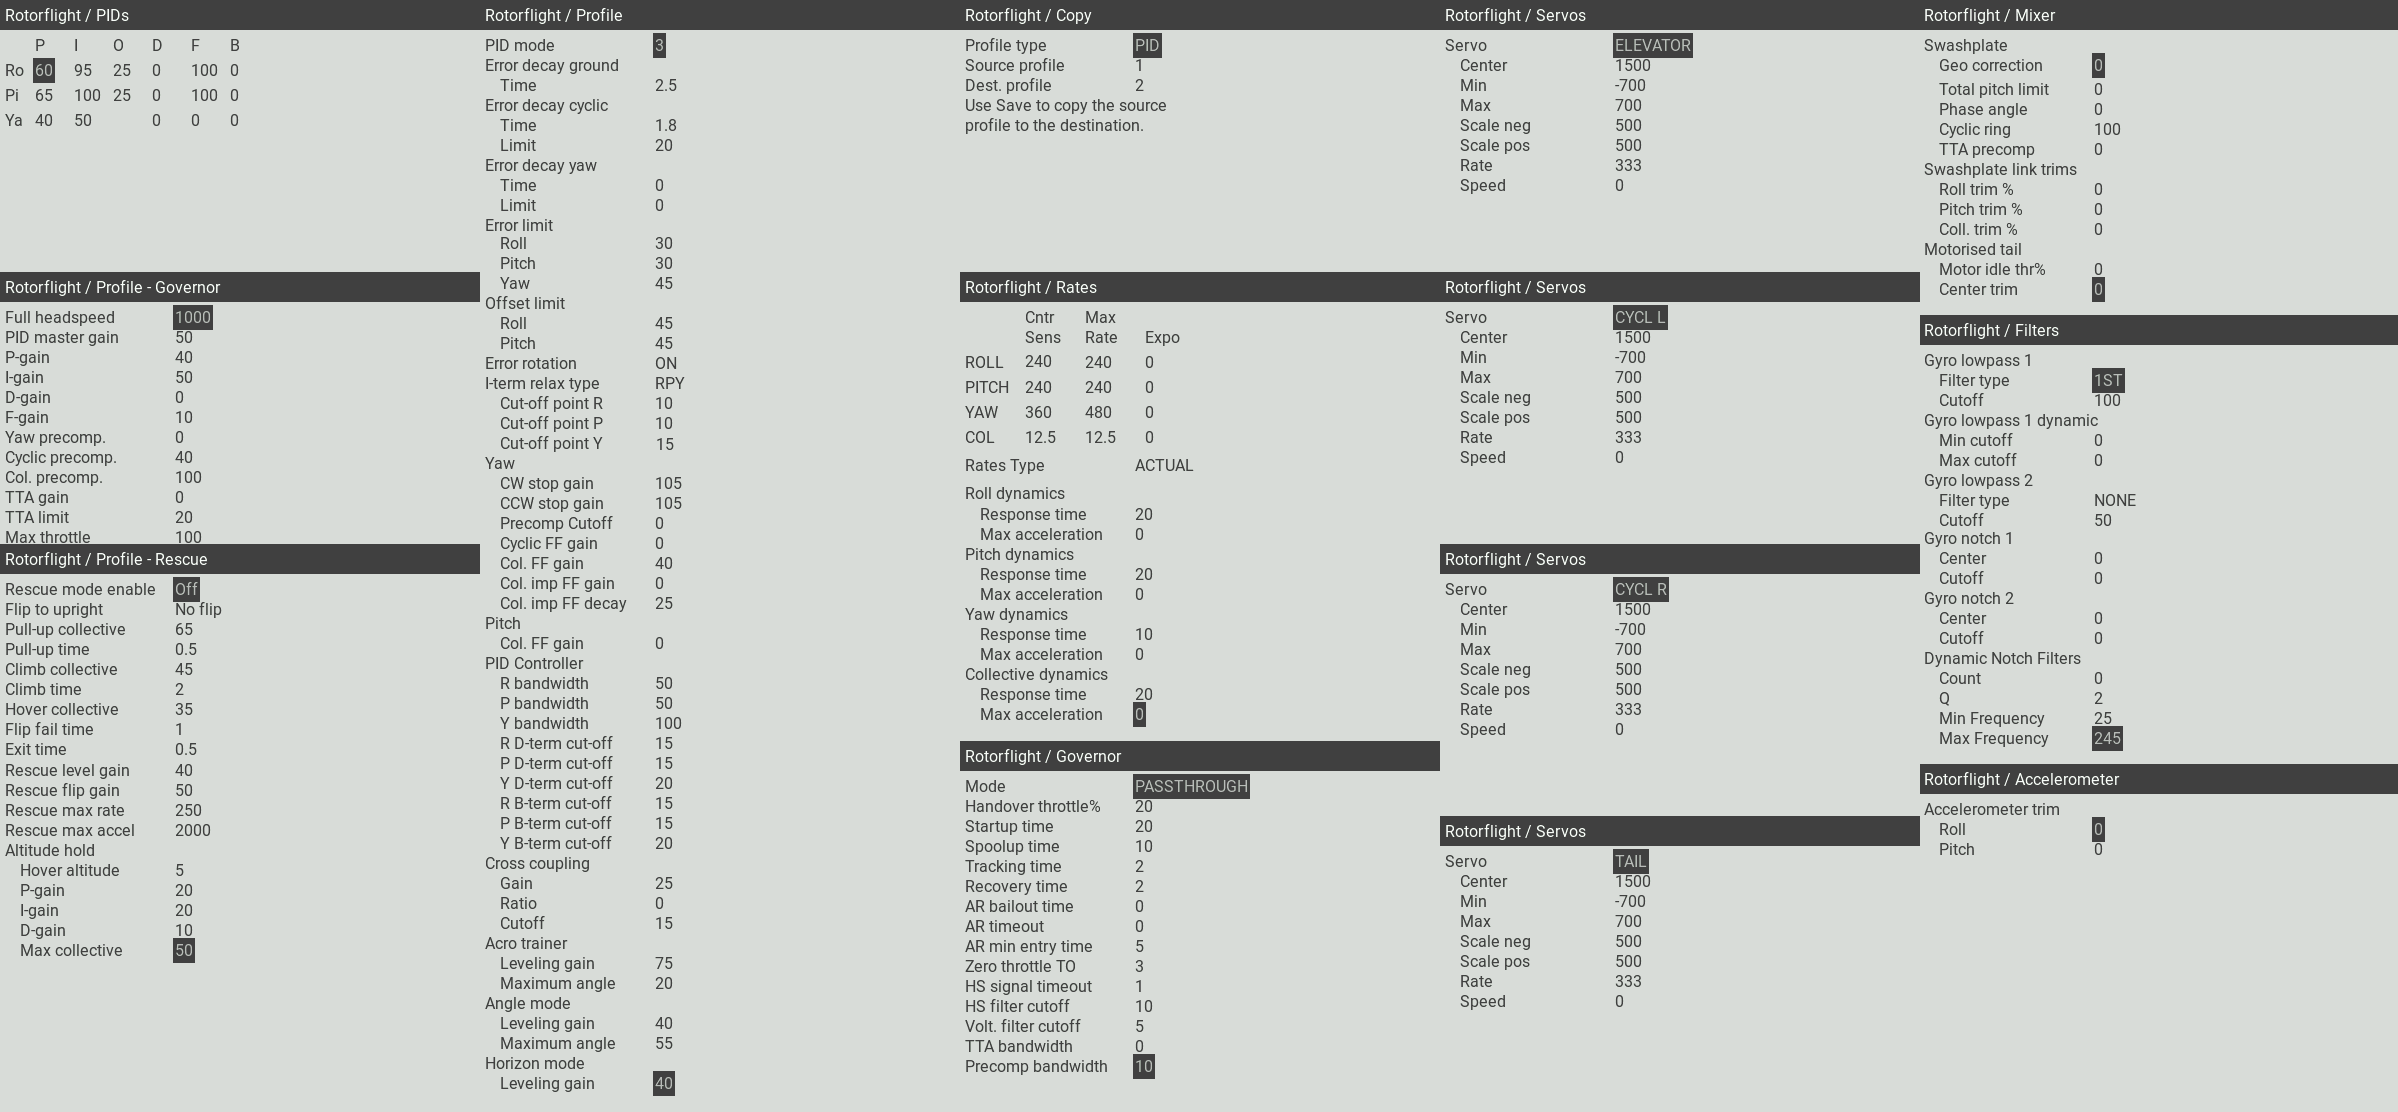 Rotorflight / PIDs
P I O D F B
Ro 60 95 25 0 100 0
Pi 65 100 25 0 100 0
Ya 40 50 0 0 0
Rotorflight / Profile - Governor
Full headspeed 1000
PID master gain 50
P-gain 40
I-gain 50
D-gain 0
F-gain 10
Yaw precomp. 0
Cyclic precomp. 40
Col. precomp. 100
TTA gain 0
TTA limit 20
Max throttle 100
Rotorflight / Profile - Rescue
Rescue mode enable Off
Flip to upright No flip
Pull-up collective 65
Pull-up time 0.5
Climb collective 45
Climb time 2
Hover collective 35
Flip fail time 1
Exit time 0.5
Rescue level gain 40
Rescue flip gain 50
Rescue max rate 250
Rescue max accel 2000
Altitude hold
Hover altitude 5
P-gain 20
I-gain 20
D-gain 10
Max collective 50
Rotorflight / Profile
PID mode 3
Error decay ground
Time 2.5
Error decay cyclic
Time 1.8
Limit 20
Error decay yaw
Time 0
Limit 0
Error limit
Roll 30
Pitch 30
Yaw 45
Offset limit
Roll 45
Pitch 45
Error rotation ON
I-term relax type RPY
Cut-off point R 10
Cut-off point P 10
Cut-off point Y 15
Yaw
CW stop gain 105
CCW stop gain 105
Precomp Cutoff 0
Cyclic FF gain 0
Col. FF gain 40
Col. imp FF gain 0
Col. imp FF decay 25
Pitch
Col. FF gain 0
PID Controller
R bandwidth 50
P bandwidth 50
Y bandwidth 100
R D-term cut-off 15
P D-term cut-off 15
Y D-term cut-off 20
R B-term cut-off 15
P B-term cut-off 15
Y B-term cut-off 20
Cross coupling
Gain 25
Ratio 0
Cutoff 15
Acro trainer
Leveling gain 75
Maximum angle 20
Angle mode
Leveling gain 40
Maximum angle 55
Horizon mode
Leveling gain 40
Rotorflight / Copy
Profile type PID
Source profile 1
Dest. profile 2
Use Save to copy the source
profile to the destination.
Rotorflight / Rates
Cntr Max
Sens Rate Expo
ROLL 240 240 0
PITCH 240 240 0
YAW 360 480 0
COL 12.5 12.5 0
Rates Type ACTUAL
Roll dynamics
Response time 20
Max acceleration 0
Pitch dynamics
Response time 20
Max acceleration 0
Yaw dynamics
Response time 10
Max acceleration 0
Collective dynamics
Response time 20
Max acceleration 0
Rotorflight / Governor
Mode PASSTHROUGH
Handover throttle% 20
Startup time 20
Spoolup time 10
Tracking time 2
Recovery time 2
AR bailout time 0
AR timeout 0
AR min entry time 5
Zero throttle TO 3
HS signal timeout 1
HS filter cutoff 10
Volt. filter cutoff 5
TTA bandwidth 0
Precomp bandwidth 10
Rotorflight / Servos
Servo ELEVATOR
Center 1500
Min -700
Max 700
Scale neg 500
Scale pos 500
Rate 333
Speed 0
Rotorflight / Servos
Servo CYCL L
Center 1500
Min -700
Max 700
Scale neg 500
Scale pos 500
Rate 333
Speed 0
Rotorflight / Servos
Servo CYCL R
Center 1500
Min -700
Max 700
Scale neg 500
Scale pos 500
Rate 333
Speed 0
Rotorflight / Servos
Servo TAIL
Center 1500
Min -700
Max 700
Scale neg 500
Scale pos 500
Rate 333
Speed 0
Rotorflight / Mixer
Swashplate
Geo correction 0
Total pitch limit 0
Phase angle 0
Cyclic ring 100
TTA precomp 0
Swashplate link trims
Roll trim % 0
Pitch trim % 0
Coll. trim % 0
Motorised tail
Motor idle thr% 0
Center trim 0
Rotorflight / Filters
Gyro lowpass 1
Filter type 1ST
Cutoff 100
Gyro lowpass 1 dynamic
Min cutoff 0
Max cutoff 0
Gyro lowpass 2
Filter type NONE
Cutoff 50
Gyro notch 1
Center 0
Cutoff 0
Gyro notch 2
Center 0
Cutoff 0
Dynamic Notch Filters
Count 0
Q 2
Min Frequency 25
Max Frequency 245
Rotorflight / Accelerometer
Accelerometer trim
Roll 0
Pitch 0